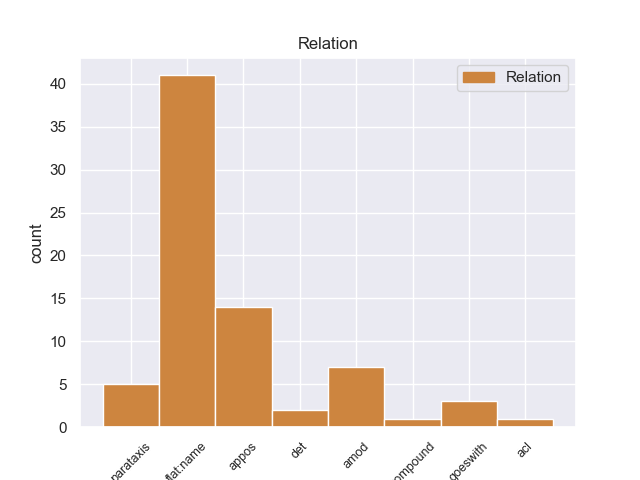 Relation
Relation
count
40
35
30
25
20
15
10
5
0
parataxis
flat:name
appos
det
amod
ompound
goeswith
acl